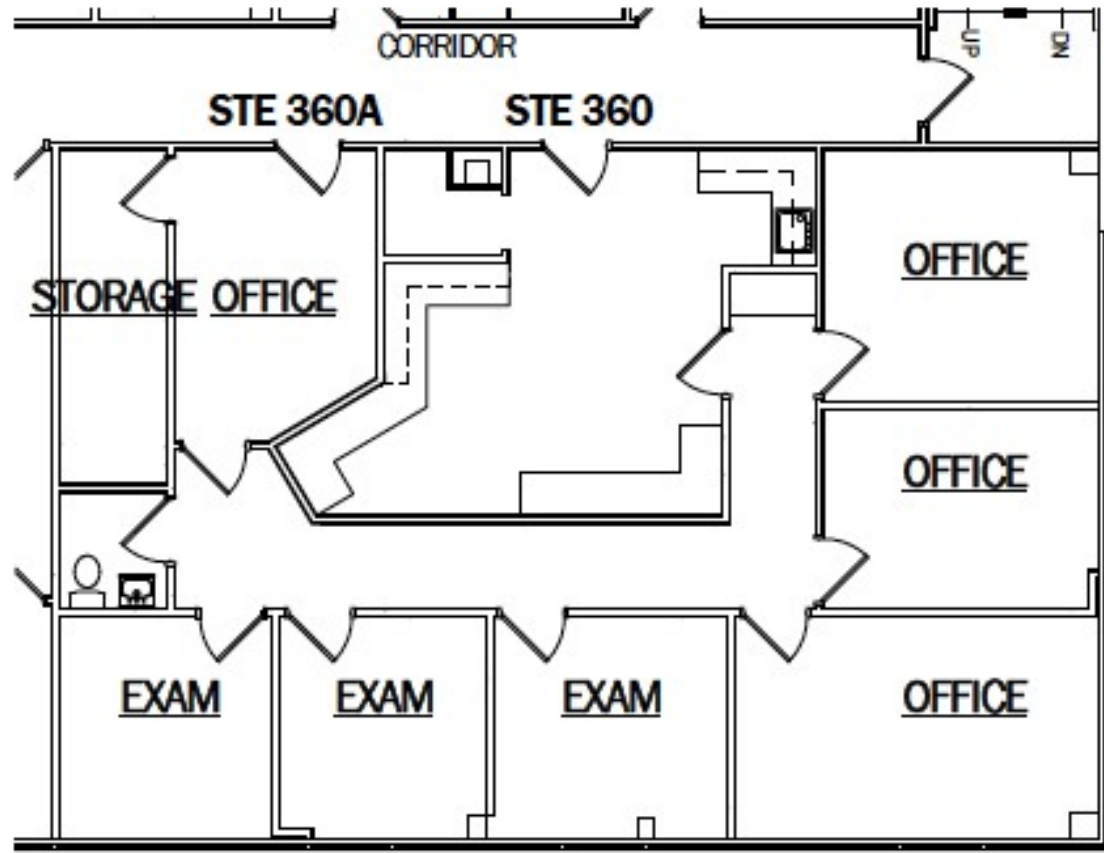 UP
DN
CORRIDOR
STE 360A
STE 360
OFFICE
STORAGE
OFFICE
OFFICE
EXAM
EXAM
EXAM
OFFICE